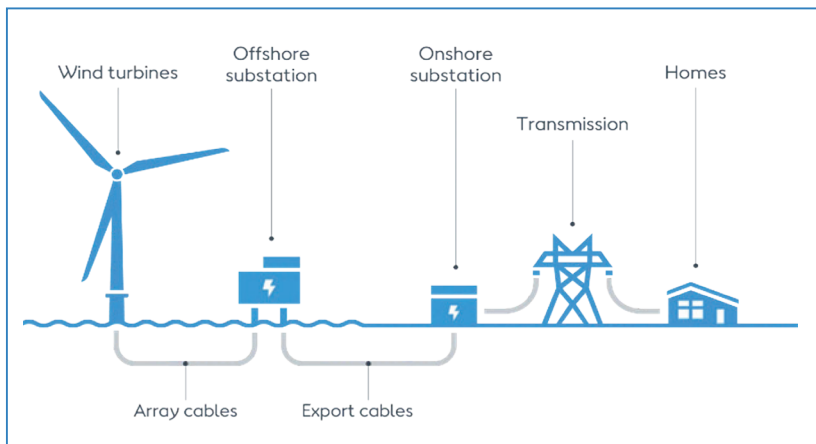 Wind turbines
Offshore
substation
Onshore
substation
Homes
Transmission
Array cables
Export cables